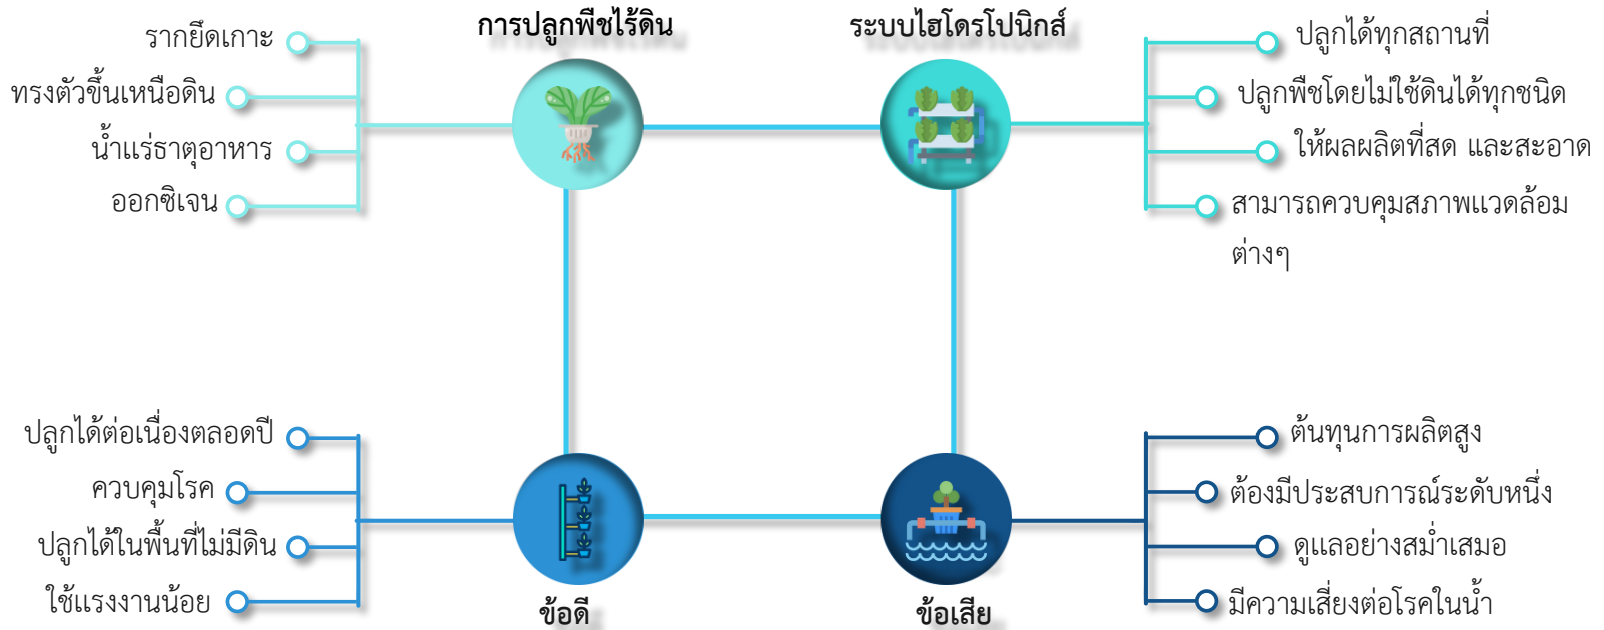 การปลูกพืชไร้ดิน
รากยึดเกาะ
ทรงตัวขึ้นเหนือดิน
น้ำแร่ธาตุอาหาร
ออกซิเจน
ระบบไฮโดรโปนิกส์
ปลูกได้ทุกสถานที่
ปลูกพืชโดยไม่ใช้ดินได้ทุกชนิด
ให้ผลผลิตที่สด และสะอาด
สามารถควบคุมสภาพแวดล้อม
ต่างๆ
ปลูกได้ต่อเนื่องตลอดปี
ควบคุมโรค
ปลูกได้ในพื้นที่ไม่มีดิน
ใช้แรงงานน้อย
ข้อดี
ต้นทุนการผลิตสูง
ต้องมีประสบการณ์ระดับหนึ่ง
ดูแลอย่างสม่ำเสมอ
มีความเสี่ยงต่อโรคในน้ำ
ข้อเสีย